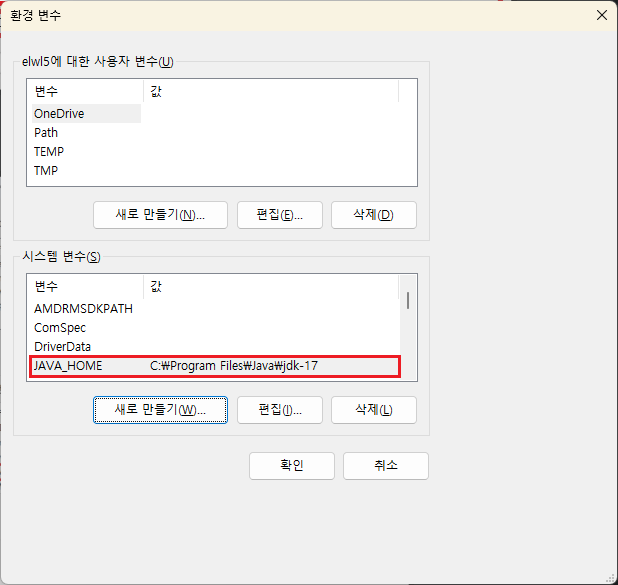 환경 변수
elwl5에 대한 사용자 변수(U)
변수 값
OneDrive
Path
TEMP
TMP
새로 만들기(N)... 편집(E)... 삭제(D)
시스템 변수(S)
변수 값
AMDRMSDKPATH
ComSpec
DriverData
JAVA_HOME C:₩Program Files₩Java₩jdk-17
새로 만들기(W)... 편집(I)... 삭제(L)
확인 취소